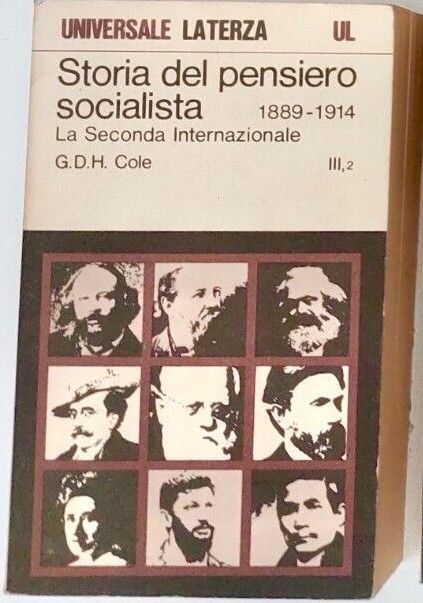 UNIVERSALE LATERZA UL
Storia del pensiero
socialista 1889-1914
La Seconda Internazionale
G.D.H. Cole III,2